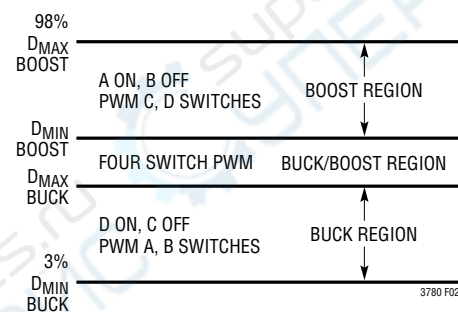 98%
DMAX
BOOST
A ON, B OFF
PWM C, D SWITCHES
BOOST REGION
DMIN
BOOST
FOUR SWITCH PWM
BUCK/BOOST REGION
DMAX
BUCK
D ON, C OFF
PWM A, B SWITCHES
BUCK REGION
3%
DMIN
BUCK
3780 F02